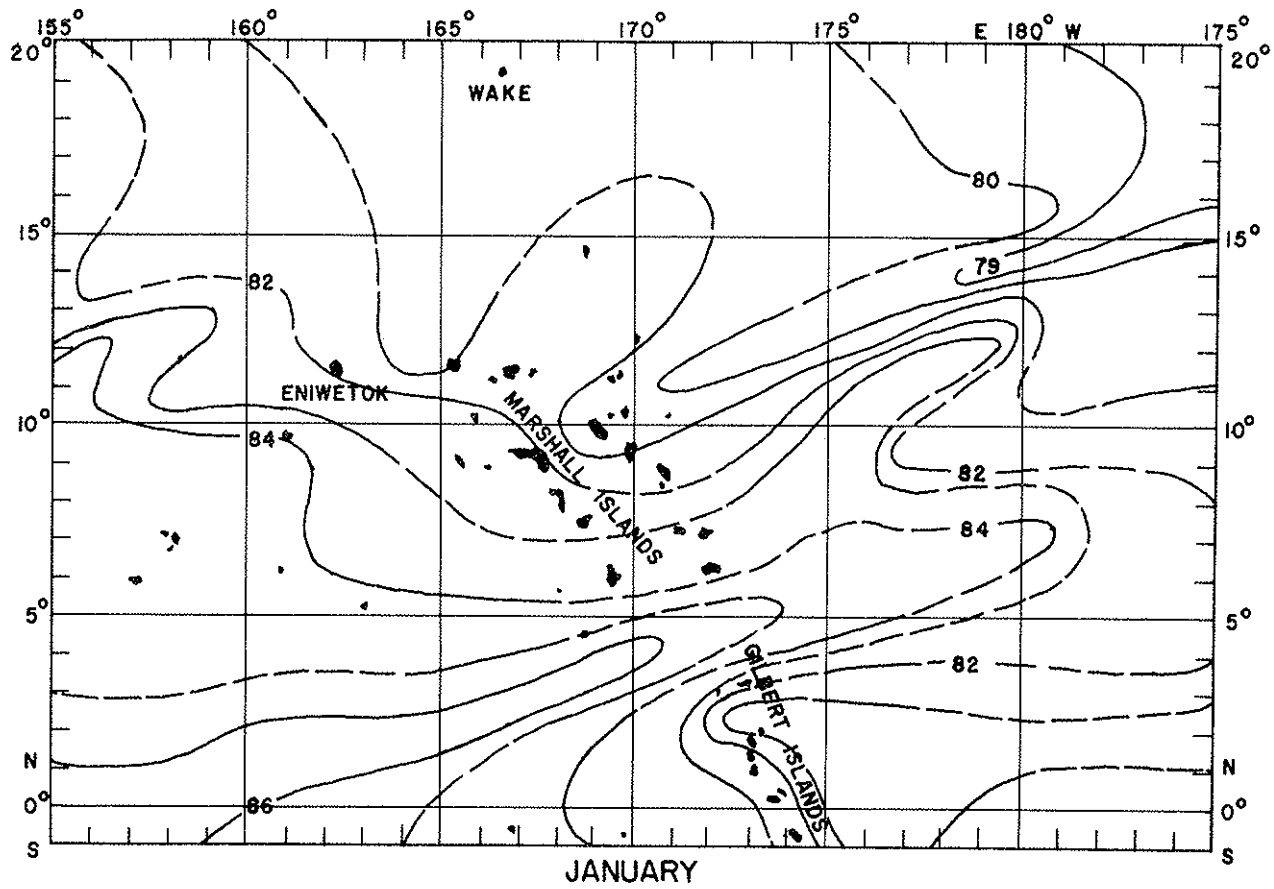 155° 160° 165° 170° 175° E 180° W 175°
20° 20°
WAKE
80
15° 15°
79
82
ENIWETOK
MARSHALL ISLANDS
10° 10°
84
82
84
5° 5°
GILBERT ISLANDS
82
N N
0° 86 0°
S S
JANUARY